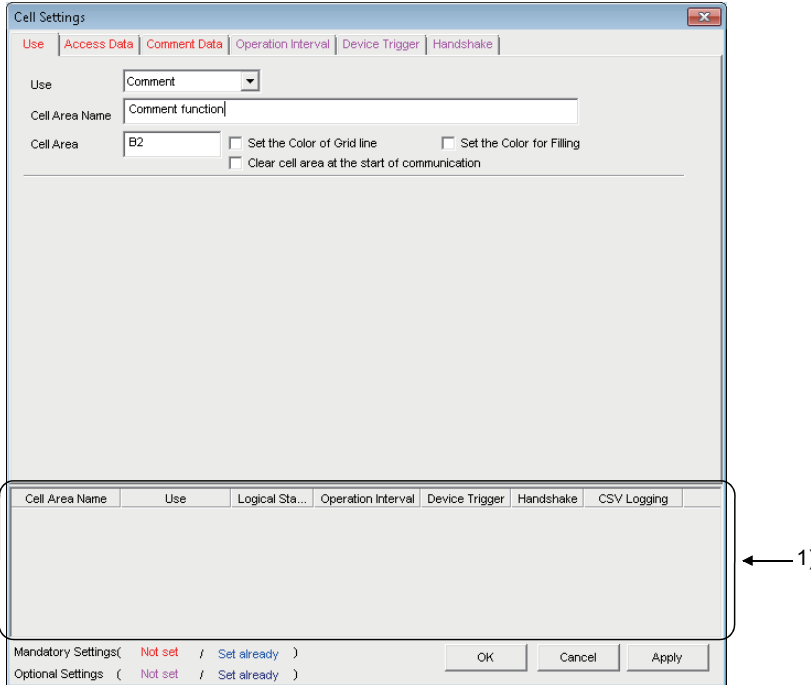 Cell Settings
Use Access Data Comment Data Operation Interval Device Trigger Handshake
Use Comment
Cell Area Name Comment function
Cell Area B2 Set the Color of Grid line Set the Color for Filling
Clear cell area at the start of communication
Cell Area Name Use Logical Sta... Operation Interval Device Trigger Handshake CSV Logging
1)
Mandatory Settings( Not set / Set already ) OK Cancel Apply
Optional Settings ( Not set / Set already )